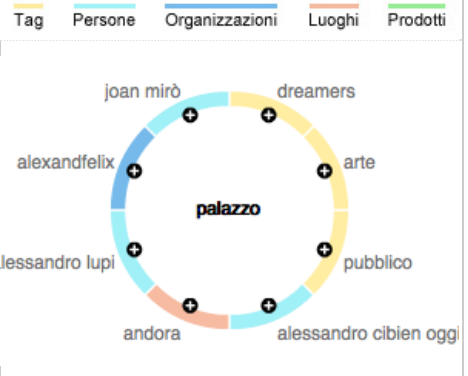 Tag Persone Organizzazioni Luoghi Prodotti
joan mirò dreamers
alexandfelix arte
palazzo
lessandro lupi pubblico
andora alessandro cibien oggi